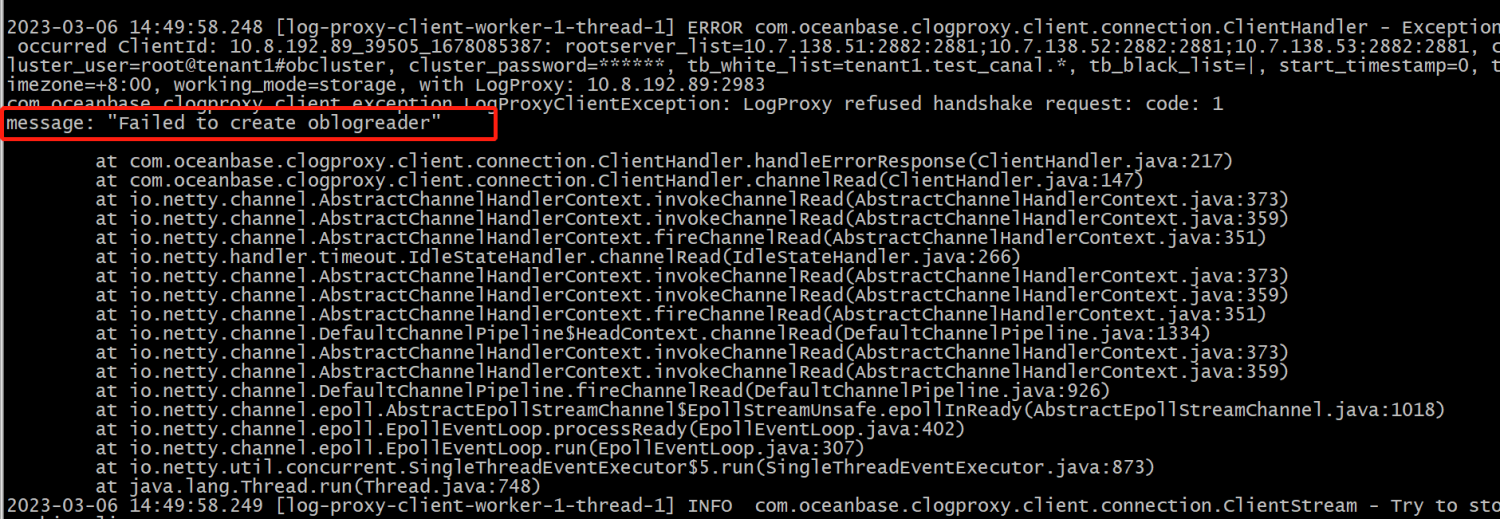 2023-03-06 14:49:58.248 [log-proxy-client-worker-1-thread-1] ERROR com.oceanbase.clogproxy.client.connection.ClientHandler - Exception
occurred ClientId: 10.8.192.89_39505_1678085387: rootserver_list=10.7.138.51:2882:2881;10.7.138.52:2882:2881;10.7.138.53:2882:2881, c
luster_user=root@tenant1#obcluster, cluster_password=******, tb_white_list=tenant1.test_canal.*, tb_black_list=|, start_timestamp=0, t
imezone=+8:00, working_mode=storage, with LogProxy: 10.8.192.89:2983
com.oceanbase.clogproxy.client.exception.LogProxyClientException: LogProxy refused handshake request: code: 1
message: "Failed to create oblogreader"
at com.oceanbase.clogproxy.client.connection.ClientHandler.handleErrorResponse(ClientHandler.java:217)
at com.oceanbase.clogproxy.client.connection.ClientHandler.channelRead(ClientHandler.java:147)
at io.netty.channel.AbstractChannelHandlerContext.invokeChannelRead(AbstractChannelHandlerContext.java:373)
at io.netty.channel.AbstractChannelHandlerContext.invokeChannelRead(AbstractChannelHandlerContext.java:359)
at io.netty.channel.AbstractChannelHandlerContext.fireChannelRead(AbstractChannelHandlerContext.java:351)
at io.netty.handler.timeout.IdleStateHandler.channelRead(IdleStateHandler.java:266)
at io.netty.channel.AbstractChannelHandlerContext.invokeChannelRead(AbstractChannelHandlerContext.java:373)
at io.netty.channel.AbstractChannelHandlerContext.invokeChannelRead(AbstractChannelHandlerContext.java:359)
at io.netty.channel.AbstractChannelHandlerContext.fireChannelRead(AbstractChannelHandlerContext.java:351)
at io.netty.channel.DefaultChannelPipeline$HeadContext.channelRead(DefaultChannelPipeline.java:1334)
at io.netty.channel.AbstractChannelHandlerContext.invokeChannelRead(AbstractChannelHandlerContext.java:373)
at io.netty.channel.AbstractChannelHandlerContext.invokeChannelRead(AbstractChannelHandlerContext.java:359)
at io.netty.channel.DefaultChannelPipeline.fireChannelRead(DefaultChannelPipeline.java:926)
at io.netty.channel.epoll.AbstractEpollStreamChannel$EpollStreamUnsafe.epollInReady(AbstractEpollStreamChannel.java:1018)
at io.netty.channel.epoll.EpollEventLoop.processReady(EpollEventLoop.java:402)
at io.netty.channel.epoll.EpollEventLoop.run(EpollEventLoop.java:307)
at io.netty.util.concurrent.SingleThreadEventExecutor$5.run(SingleThreadEventExecutor.java:873)
at java.lang.Thread.run(Thread.java:748)
2023-03-06 14:49:58.249 [log-proxy-client-worker-1-thread-1] INFO  com.oceanbase.clogproxy.client.connection.ClientStream - Try to sto